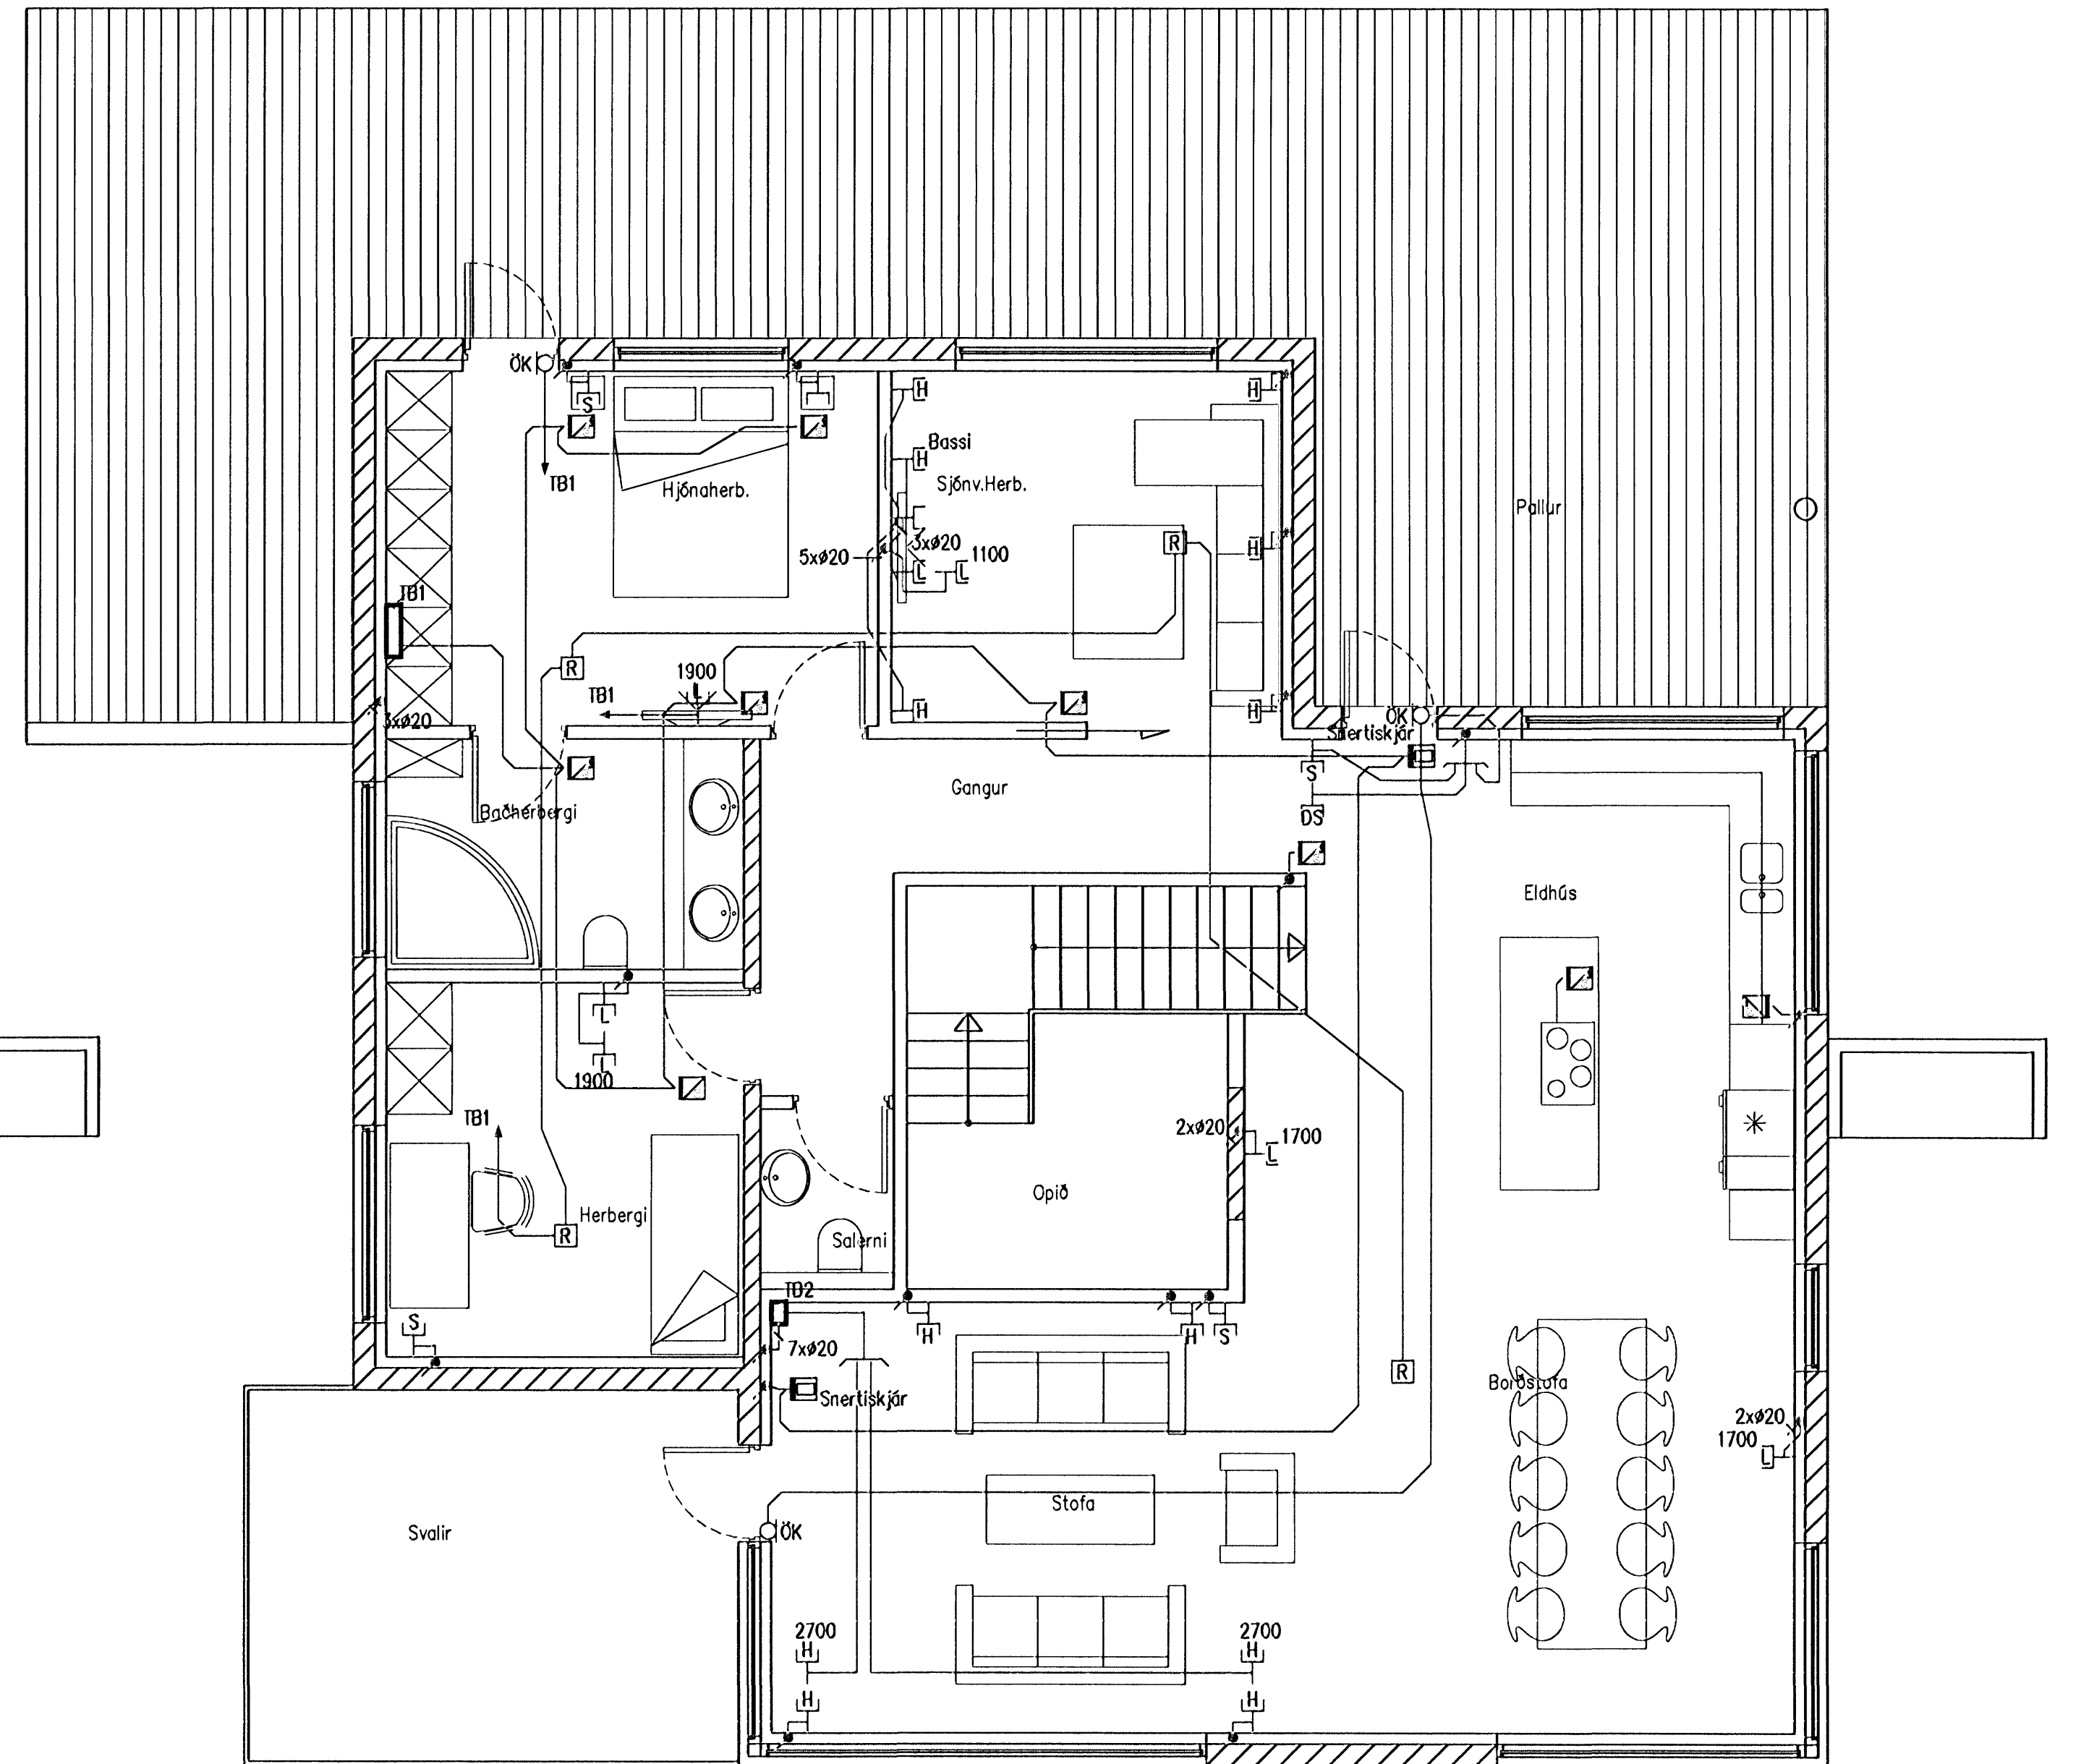 ÖK
S
TB1
H
H
Bassi
H
Hjónaherb.
Sjónv.Herb.
Pallur
5xø20
3xø20
L
L
1100
R
H
TB1
R
TB1
1900
L
3xø20
H
H
ÖK
Snertiskjár
S
DS
Baðherbergi
Gangur
Eldhús
L
L
1900
TB1
2xø20
1700
L
Opið
Herbergi
R
Salerni
TB2
S
H
H
S
7xø20
Snertiskjár
R
Borðstofa
2xø20
1700
L
Stofa
Svalir
ÖK
2700
H
2700
H
H
H